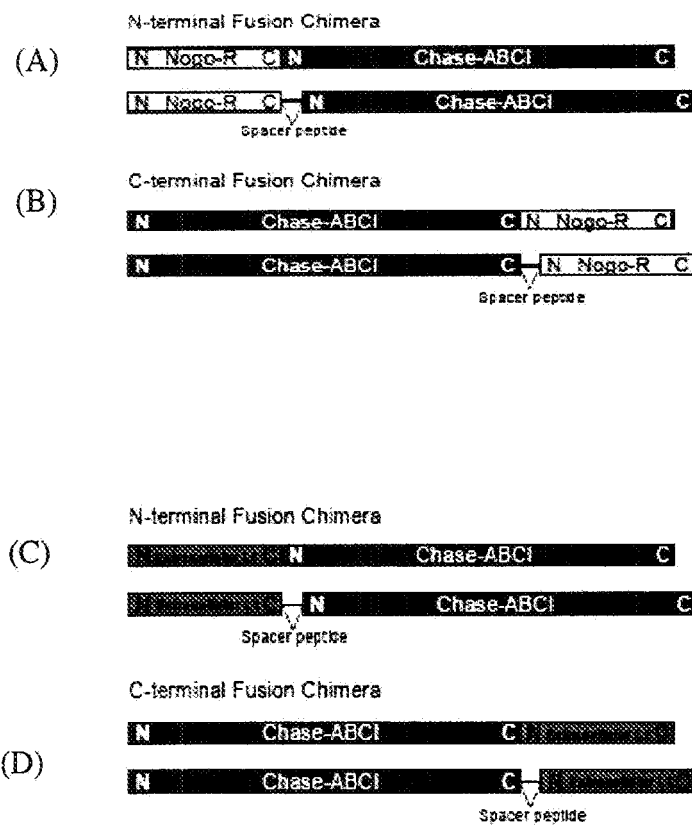 N-terminal Fusion Chimera
(A)
N Nogo-R C N Chase-ABCI C
N Nogo-R C N Chase-ABCI C
Spacer peptide
C-terminal Fusion Chimera
(B)
N Chase-ABCI C N Nogo-R C
N Chase-ABCI C N Nogo-R C
Spacer peptide
N-terminal Fusion Chimera
(C)
N Chase-ABCI C
N Chase-ABCI C
Spacer peptide
C-terminal Fusion Chimera
N Chase-ABCI C
(D)
N Chase-ABCI C
Spacer peptide